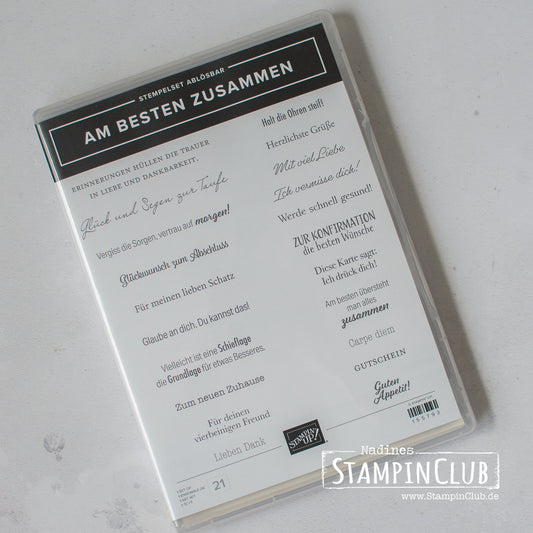 STEMPELSET ABLÖSBAR
AM BESTEN ZUSAMMEN
ERINNERUNGEN HÜLLEN DIE TRAUER
IN LIEBE UND DANKBARKEIT.
Glück und Segen zur Taufe
Vergiss die Sorgen, vertrau auf morgen!
Glückwunsch zum Abschluss
Für meinen lieben Schatz
Glaube an dich. Du kannst das!
Vielleicht ist eine Schieflage
die Grundlage für etwas Besseres.
Zum neuen Zuhause
Für deinen
vierbeinigen Freund
Lieben Dank
Halt die Ohren steif!
Herzlichste Grüße
Mit viel Liebe
Ich vermisse dich!
Werde schnell gesund!
ZUR KONFIRMATION
die besten Wünsche
Diese Karte sagt:
Ich drück dich!
Am besten übersteht
man alles
zusammen
Carpe diem
GUTSCHEIN
Guten
Appetit!
STAMPIN'
UP!
21
155793
Nadines
STAMPINCLUB
www.StampinClub.de